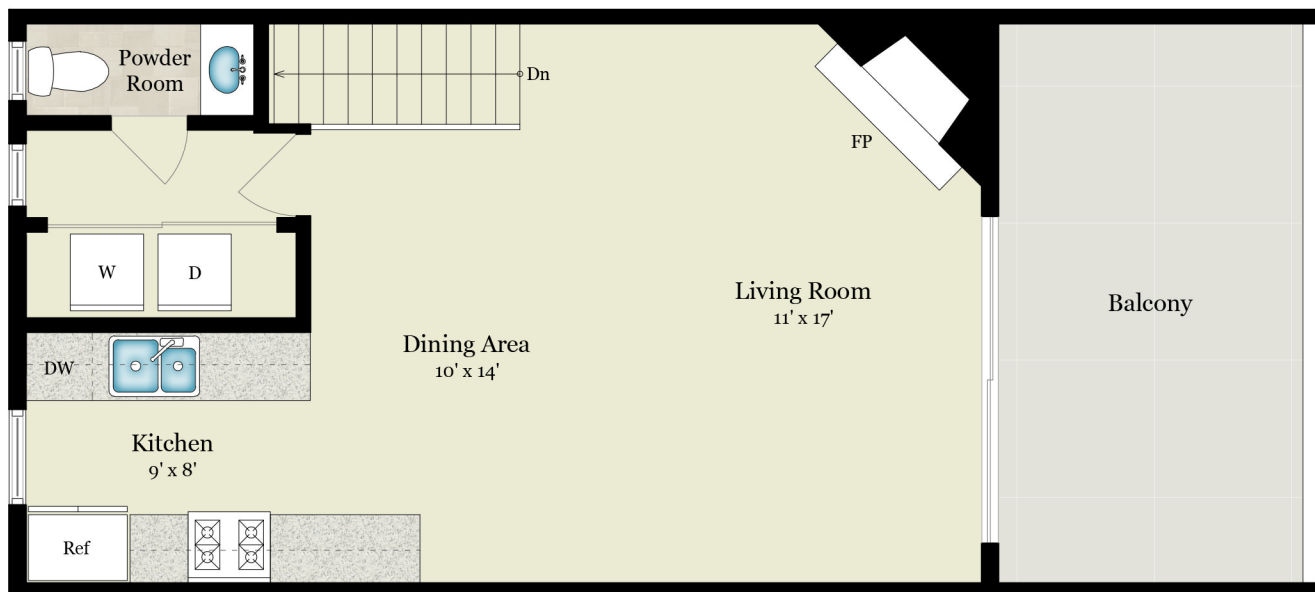 Powder
Room
Dn
FP
W
D
Living Room
11' x 17'
Balcony
Dining Area
10' x 14'
DW
Kitchen
9' x 8'
Ref